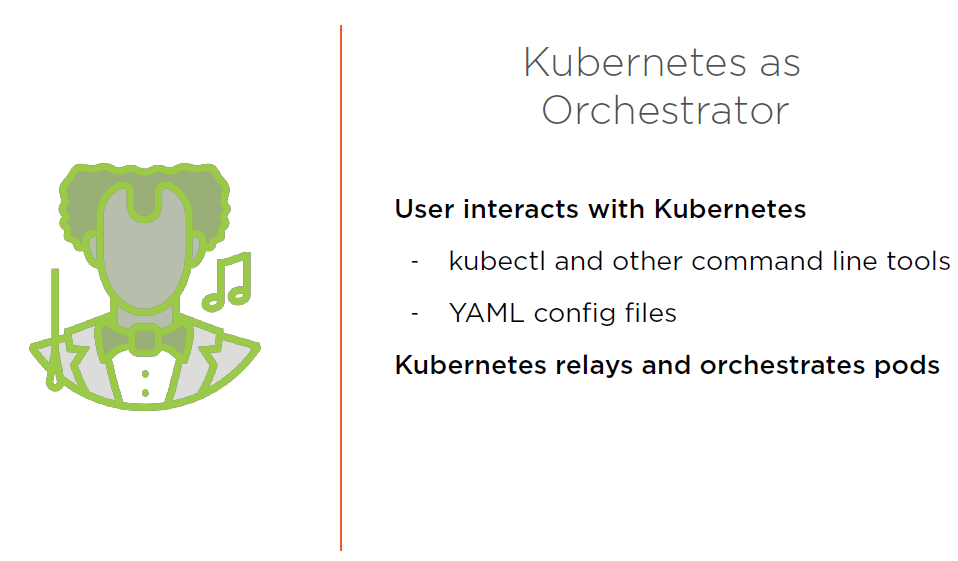 Kubernetes as
Orchestrator
User interacts with Kubernetes
- kubectl and other command line tools
- YAML config files
Kubernetes relays and orchestrates pods